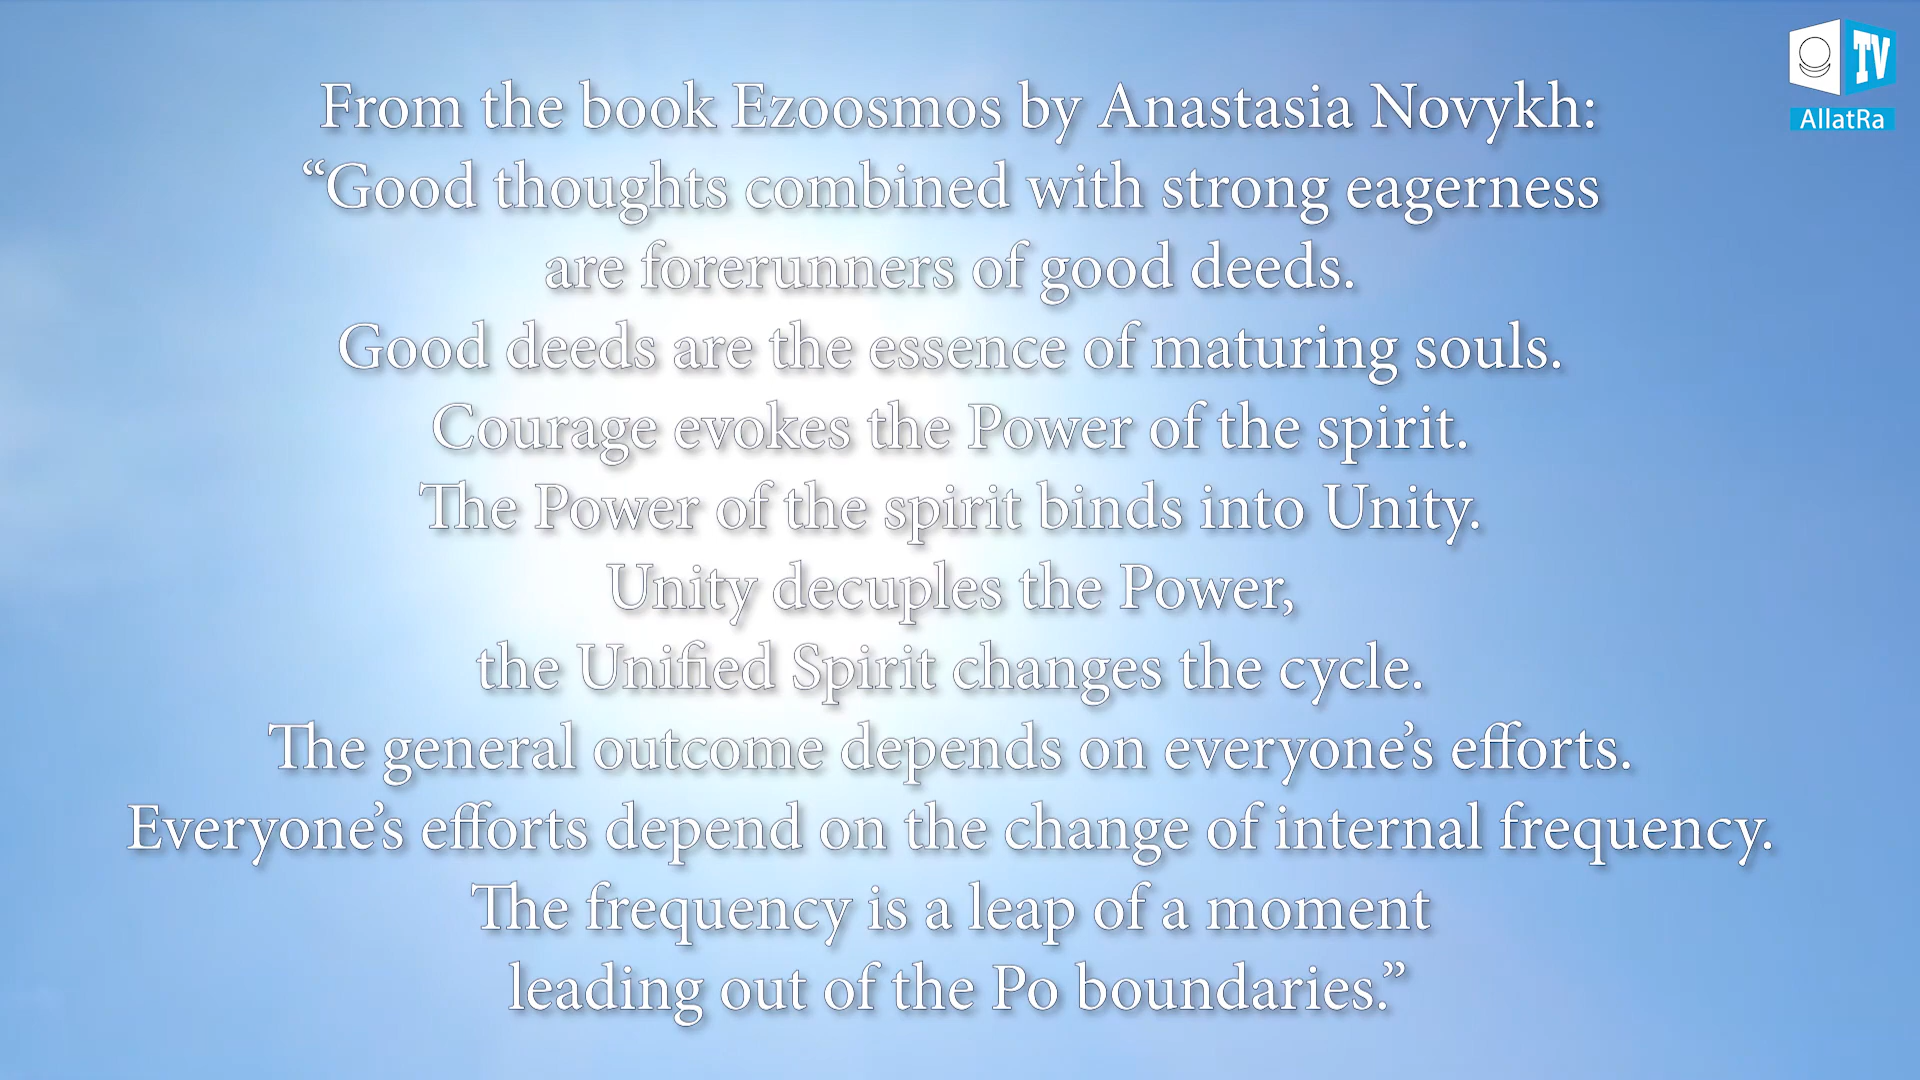 From the book Ezoosmos by Anastasia Novykh:
“Good thoughts combined with strong eagerness
are forerunners of good deeds.
Good deeds are the essence of maturing souls.
Courage evokes the Power of the spirit.
The Power of the spirit binds into Unity.
Unity decuples the Power,
the Unified Spirit changes the cycle.
The general outcome depends on everyone’s efforts.
Everyone’s efforts depend on the change of internal frequency.
The frequency is a leap of a moment
leading out of the Po boundaries.”
TV
AllatRa